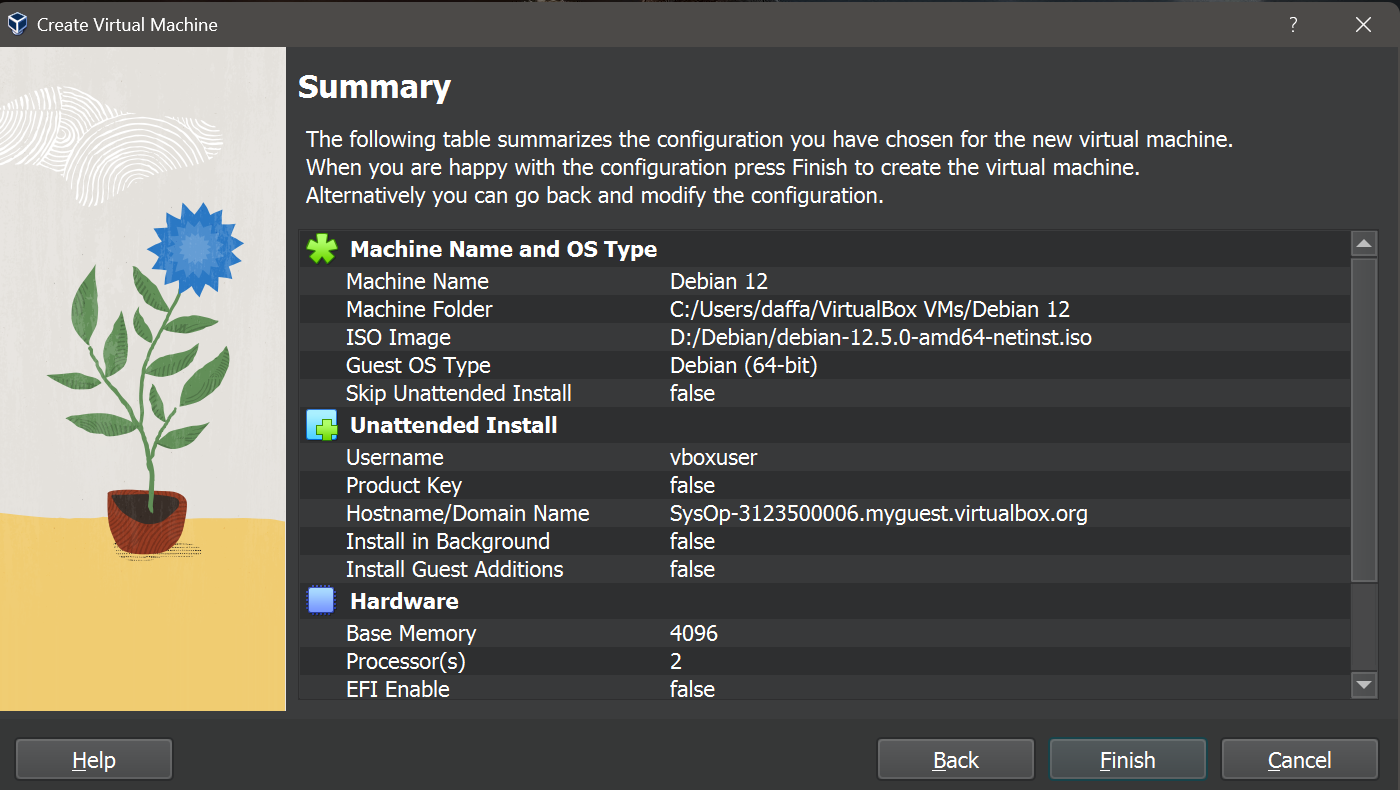 Create Virtual Machine
?
Summary
The following table summarizes the configuration you have chosen for the new virtual machine.
When you are happy with the configuration press Finish to create the virtual machine.
Alternatively you can go back and modify the configuration.
Machine Name and OS Type
Machine Name Debian 12
Machine Folder C:/Users/daffa/VirtualBox VMs/Debian 12
ISO Image D:/Debian/debian-12.5.0-amd64-netinst.iso
Guest OS Type Debian (64-bit)
Skip Unattended Install false
Unattended Install
Username vboxuser
Product Key false
Hostname/Domain Name SysOp-3123500006.myguest.virtualbox.org
Install in Background false
Install Guest Additions false
Hardware
Base Memory 4096
Processor(s) 2
EFI Enable false
Help Back Finish Cancel